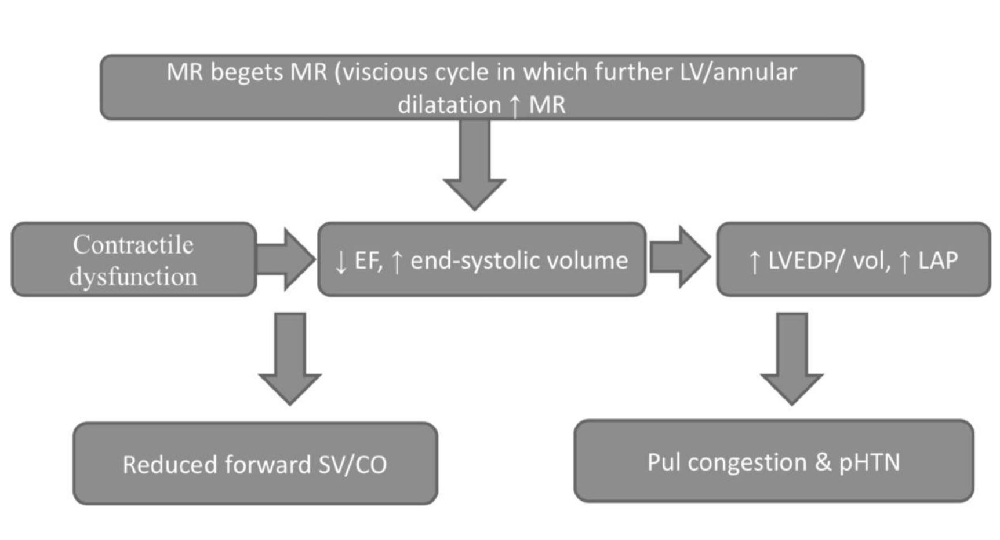 MR begets MR (viscious cycle in which further LV/annular
dilatation ↑ MR
Contractile
dysfunction
↓ EF, ↑ end-systolic volume
↑ LVEDP/ vol, ↑ LAP
Reduced forward SV/CO
Pul congestion & pHTN